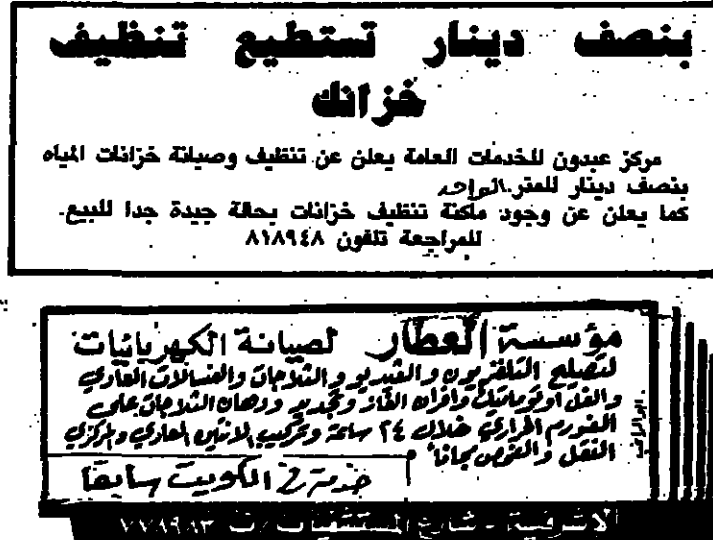 بنصف دينار تستطيع تنظيف
خزانك
مركز عبدون للخدمات العامة يعلن عن تنظيف وصيانة خزانات المياه
بنصف دينار للمتر الواحد
كما يعلن عن وجود ماكنة تنظيف خزانات بحالة جيدة جدا للبيع.
للمراجعة تلفون ٨١٨٩٤٨
مؤسسة العطار لصيانة الكهربائيات
لتصليح التلفزيون والفيديو والثلاجات والغسالات العادي
والفل اوتوماتيك وافران الغاز وتجديد ودهان الثلاجات على
الفورم الحراري خلال ٢٤ ساعة وتركيب الانتين العادي والمركزي
النقل والفحص مجاناً
خدمة في الكويت سابقا
الاشرفية - شارع المستشفيات / ت ٧٧٨٩٨٣